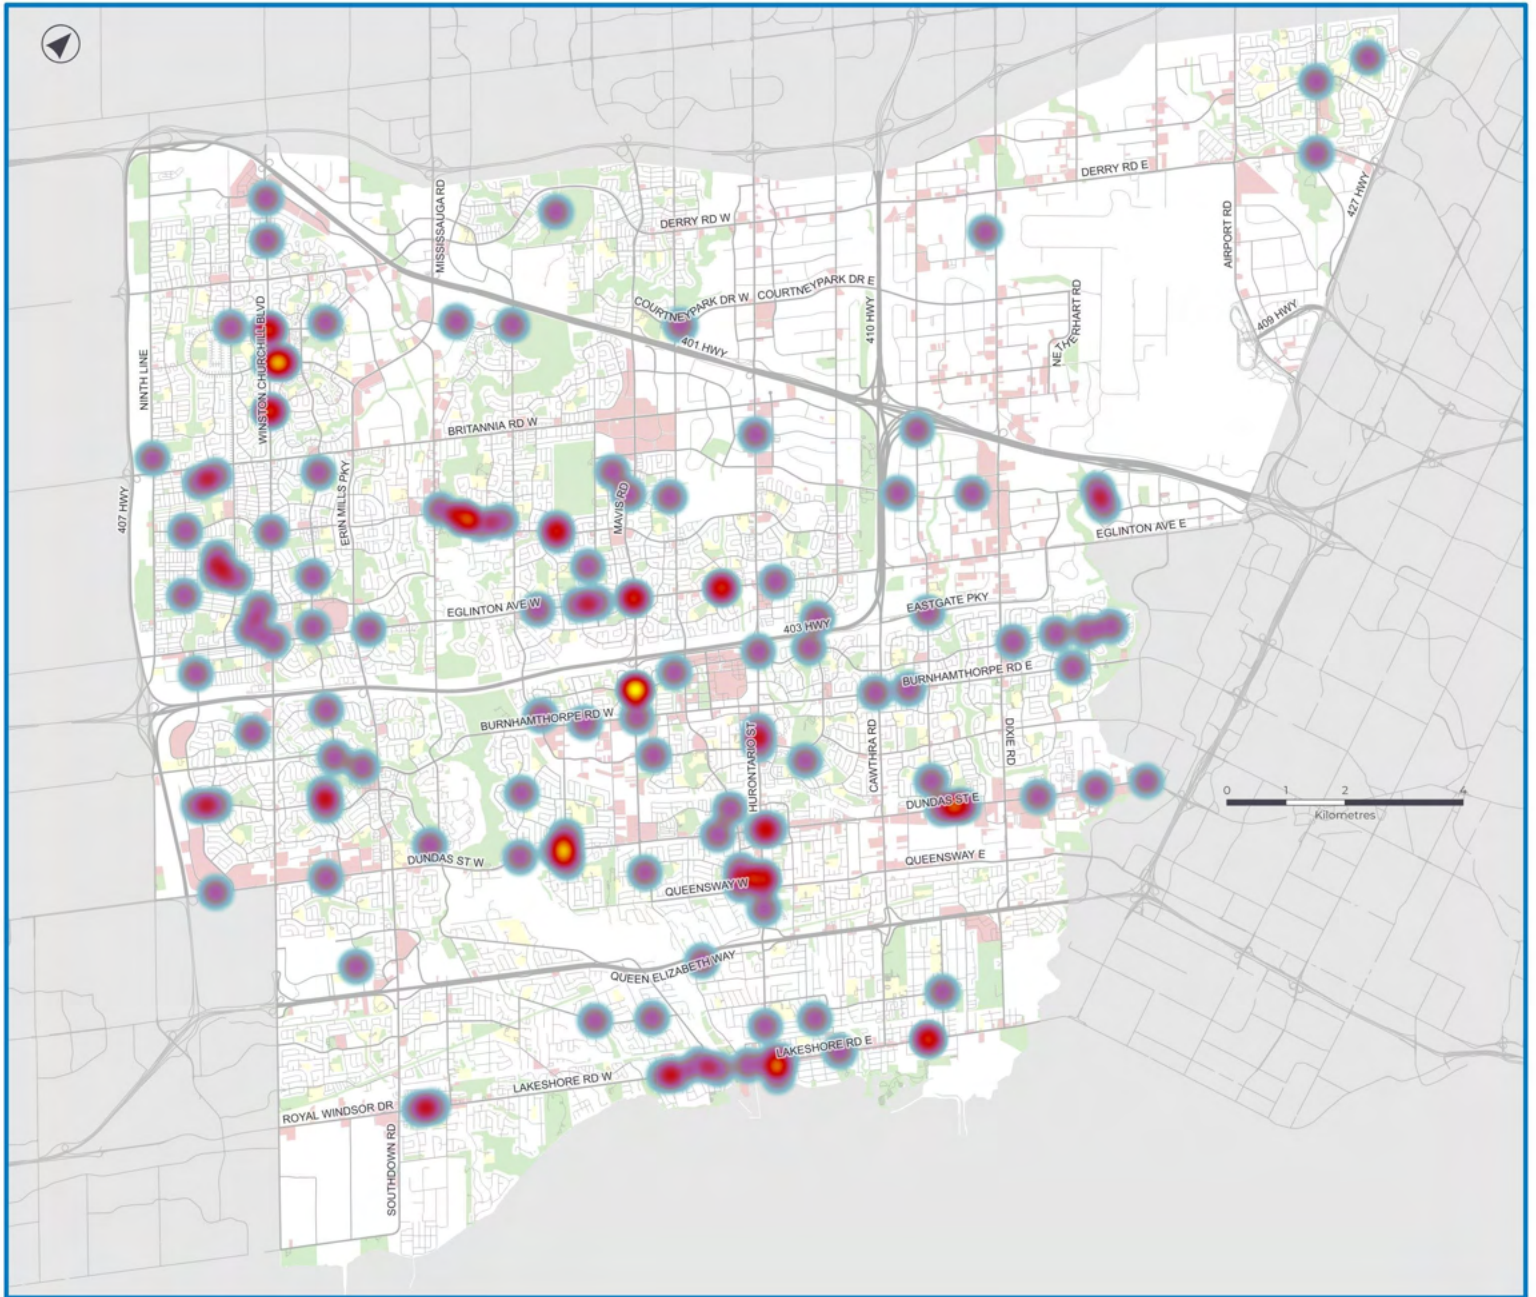 DERRY RD E
427 HWY
MISSISSAUGA RD
DERRY RD W
AIRPORT RD
COURTNEYPARK DR W
COURTNEYPARK DR E
410 HWY
NETHERHART RD
409 HWY
401 HWY
NINTH LINE
WINSTON CHURCHILL BLVD
BRITANNIA RD W
407 HWY
ERIN MILLS PKY
MAVIS RD
EGLINTON AVE E
EGLINTON AVE W
EASTGATE PKY
403 HWY
BURNHAMTHORPE RD E
BURNHAMTHORPE RD W
HURONTARIO ST
CAWTHRA RD
DIXIE RD
0 1 2 4
Kilometres
DUNDAS ST E
DUNDAS ST W
QUEENSWAY E
QUEENSWAY W
QUEEN ELIZABETH WAY
LAKESHORE RD E
LAKESHORE RD W
ROYAL WINDSOR DR
SOUTHDOWN RD